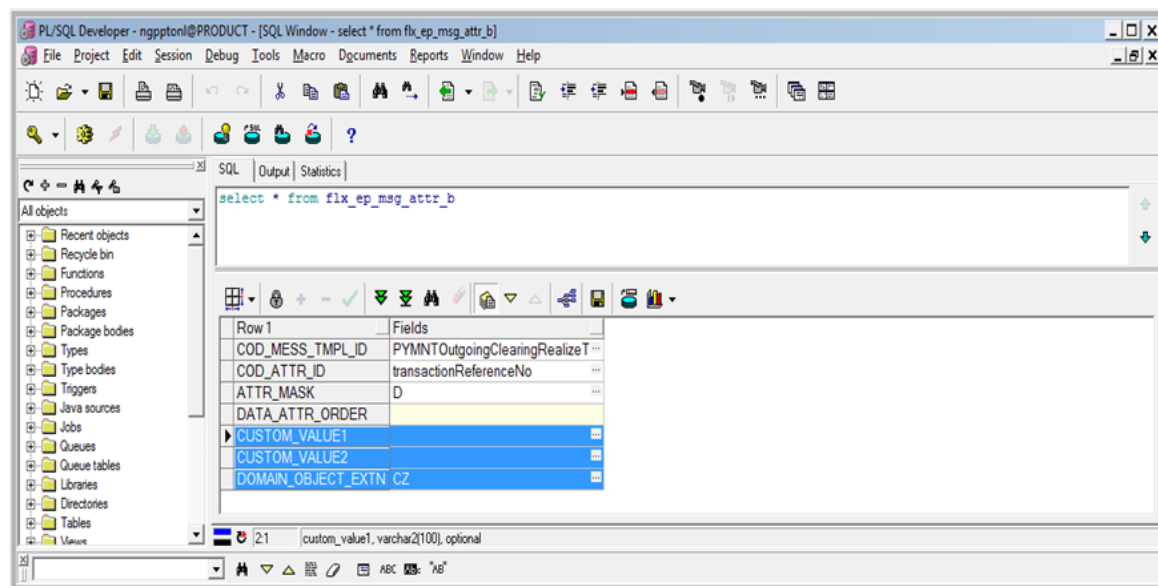 PL/SQL Developer - ngpptonl@PRODUCT - [SQL Window - select * from flx_ep_msg_attr_b]
File Project Edit Session Debug Tools Macro Documents Reports Window Help
SQL Output Statistics
select * from flx_ep_msg_attr_b
All objects
Recent objects
Recycle bin
Functions
Procedures
Packages
Package bodies
Types
Type bodies
Triggers
Java sources
Jobs
Queues
Queue tables
Libraries
Directories
Tables
Views
Row 1 Fields
COD_MESS_TMPL_ID PYMNTOutgoingClearingRealizeT ...
COD_ATTR_ID transactionReferenceNo ...
ATTR_MASK D ...
DATA_ATTR_ORDER
CUSTOM_VALUE1 ...
CUSTOM_VALUE2 ...
DOMAIN_OBJECT_EXTN CZ ...
2:1 custom_value1, varchar2(100), optional
ABC "AB"